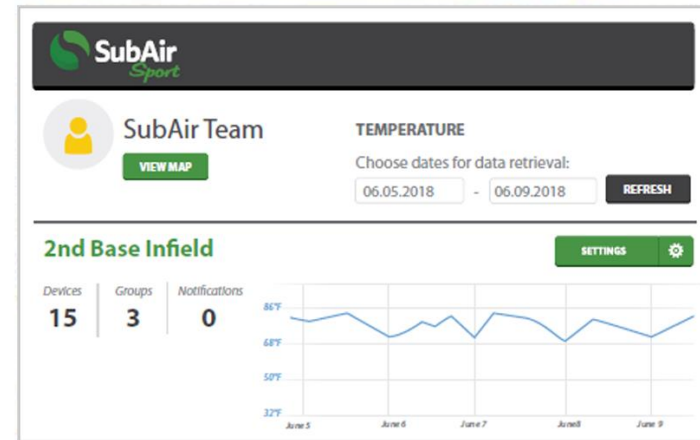 SubAir
Sport
SubAir Team
VIEW MAP
TEMPERATURE
Choose dates for data retrieval:
06.05.2018 - 06.09.2018 REFRESH
2nd Base Infield
SETTINGS
Devices Groups Notifications
15 3 0
86°F
68°F
50°F
32°F
June 5 June 6 June 7 June8 June 9